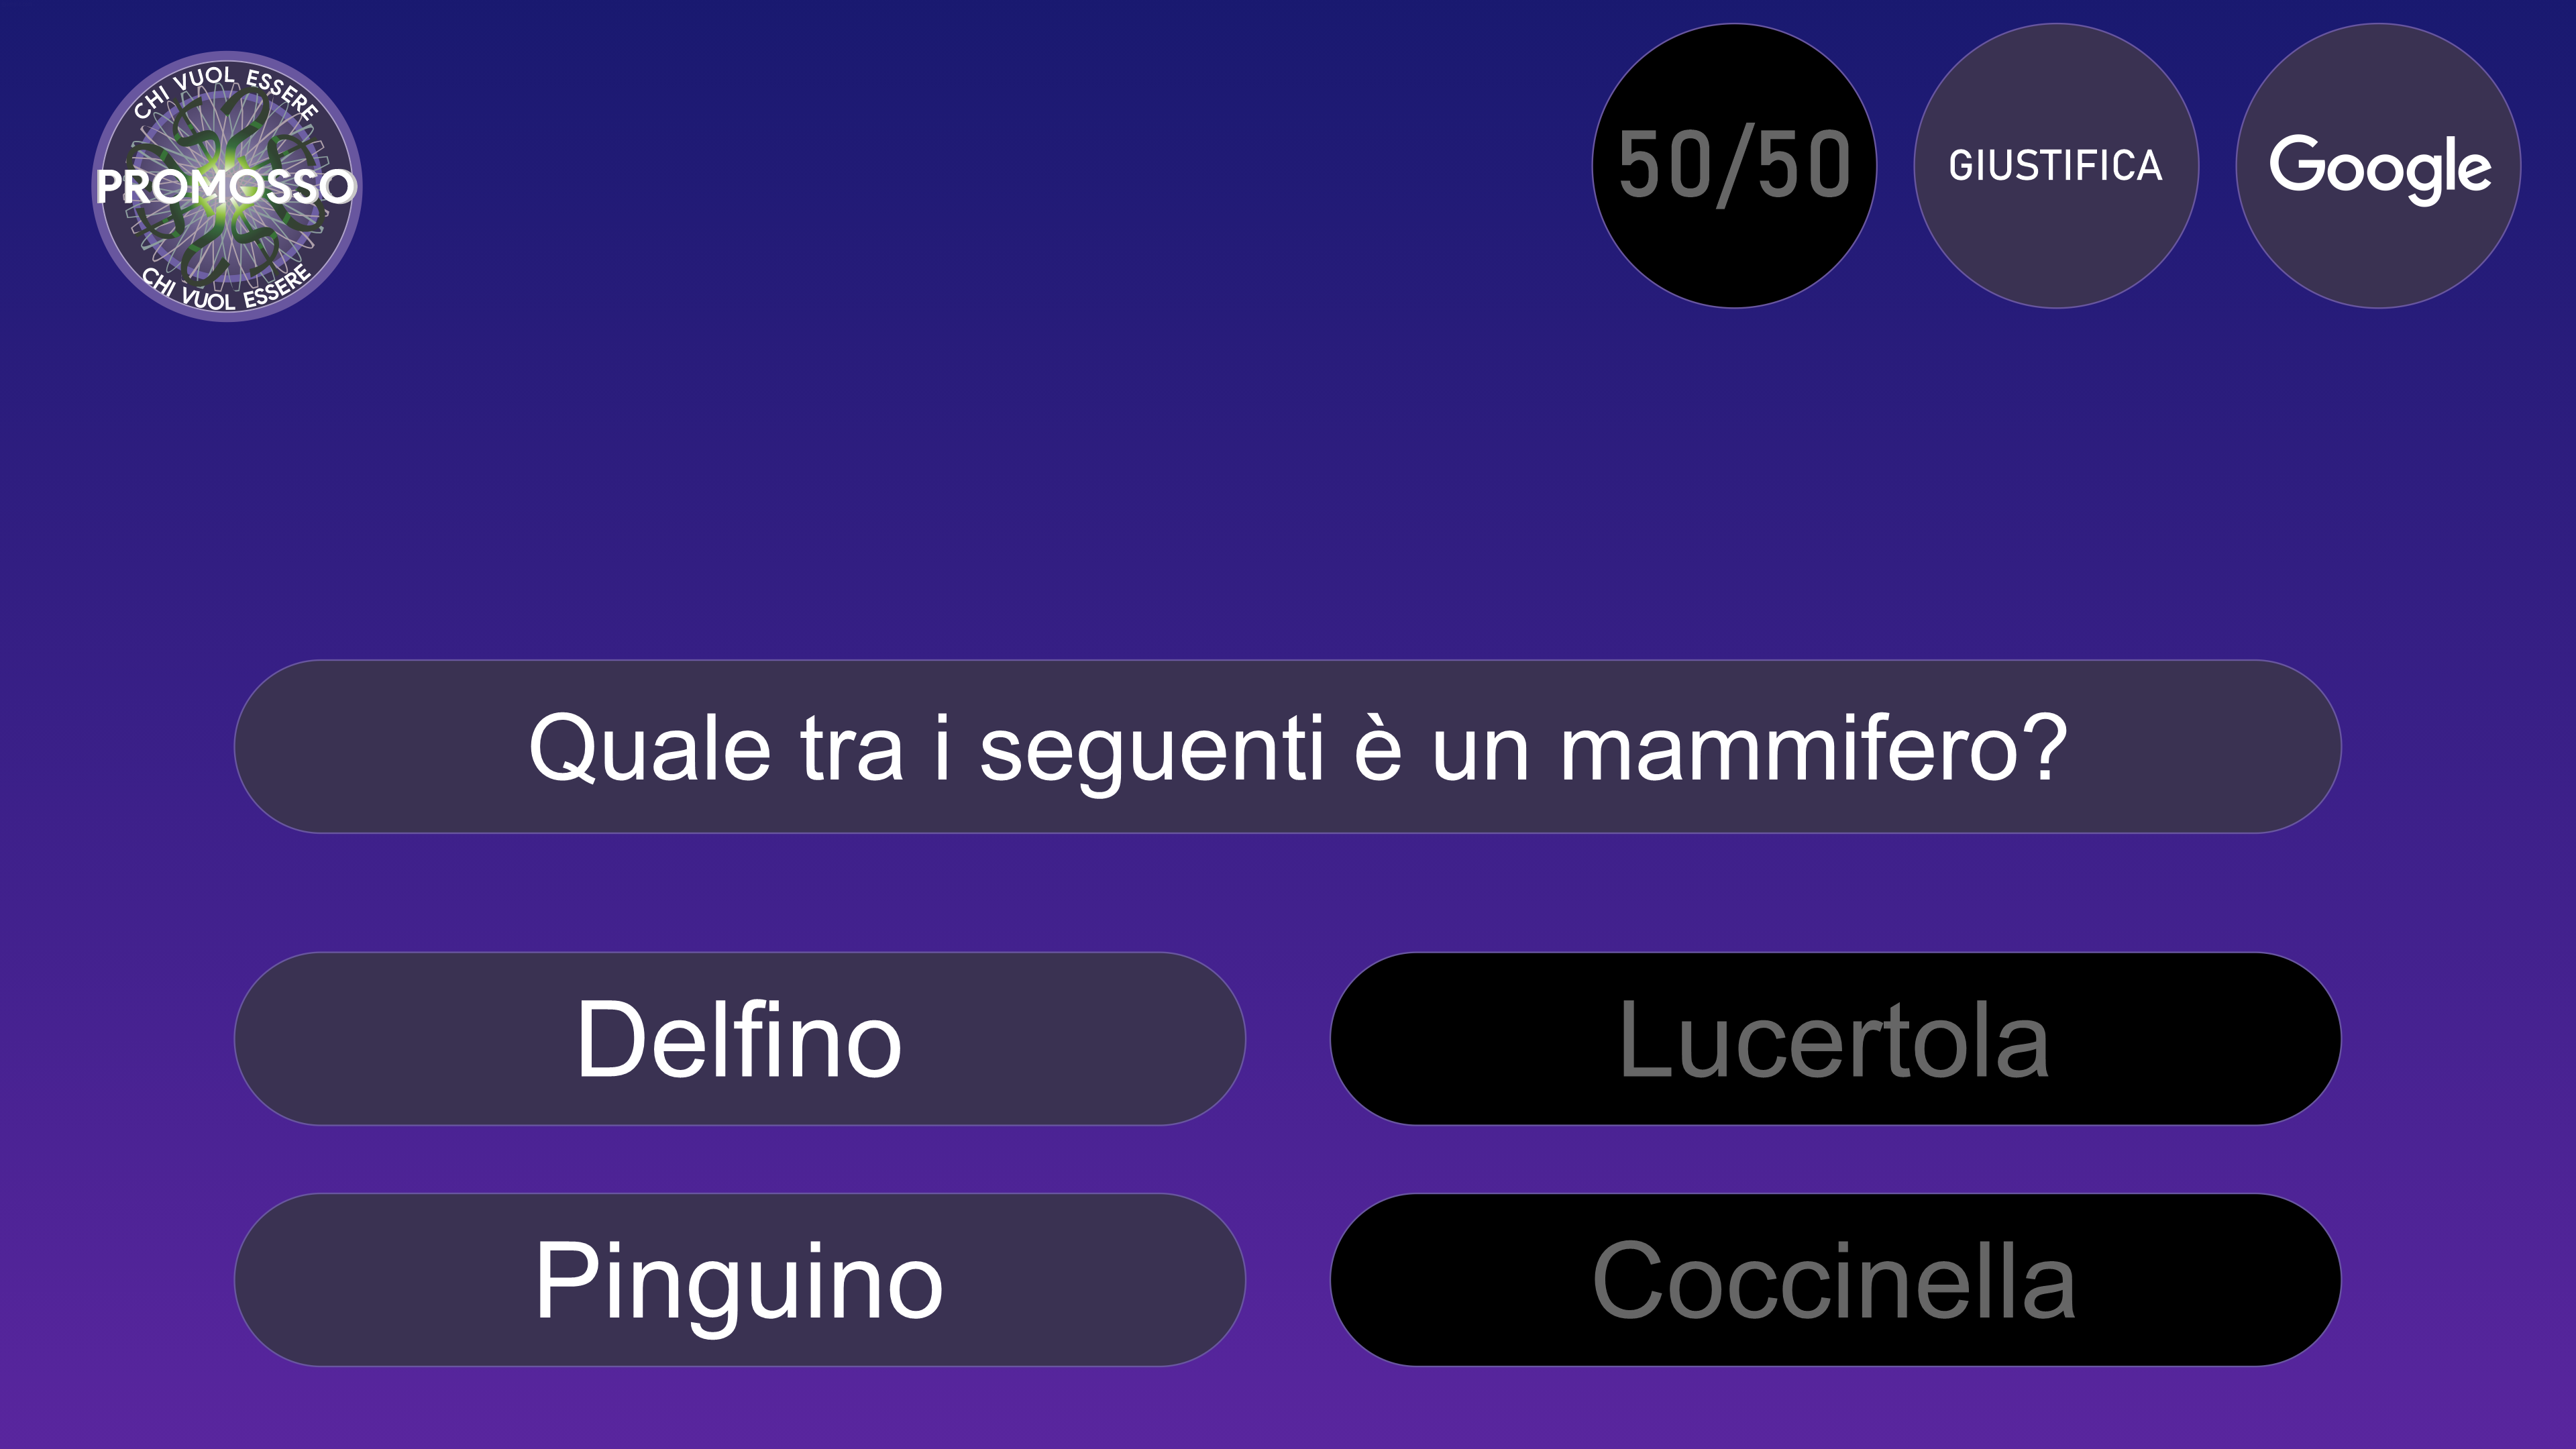 CHI VUOL ESSERE
PROMOSSO
CHI VUOL ESSERE
50/50
GIUSTIFICA
Google
Quale tra i seguenti è un mammifero?
Delfino
Lucertola
Pinguino
Coccinella